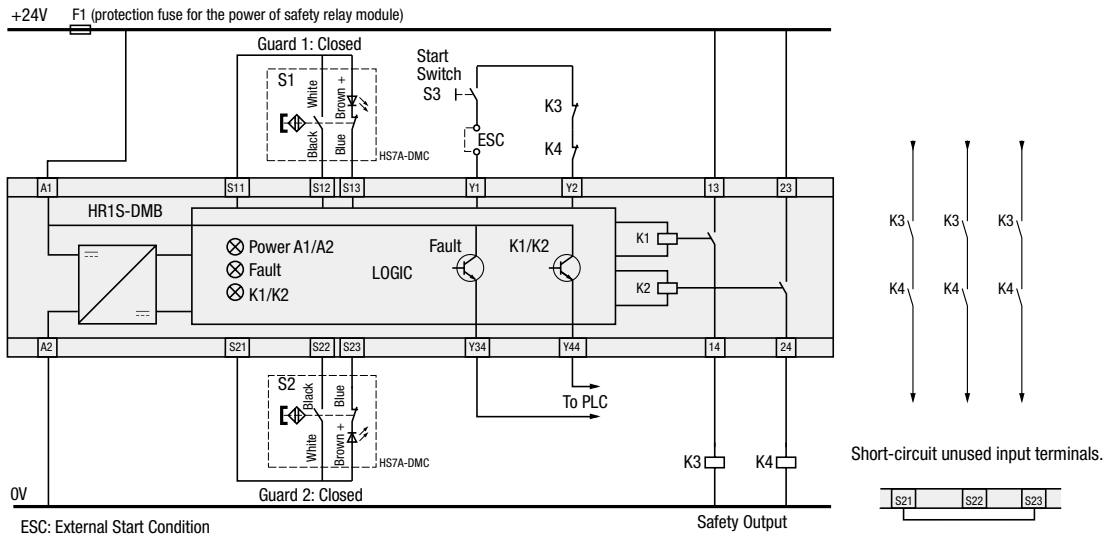 +24V F1 (protection fuse for the power of safety relay module)
Guard 1: Closed
S1
White
Brown +
Black
Blue
HS7A-DMC
Start
Switch
S3
ESC
K3
K4
A1 S11 S12 S13 Y1 Y2 13 23
HR1S-DMB
Power A1/A2
Fault
K1/K2
LOGIC
Fault
K1/K2
K1
K2
K3 K3 K3
K4 K4 K4
A2 S21 S22 S23 Y34 Y44 14 24
S2
Black
Blue
White
Brown +
HS7A-DMC
To PLC
K3 K4
Guard 2: Closed
0V
ESC: External Start Condition
Safety Output
Short-circuit unused input terminals.
S21 S22 S23